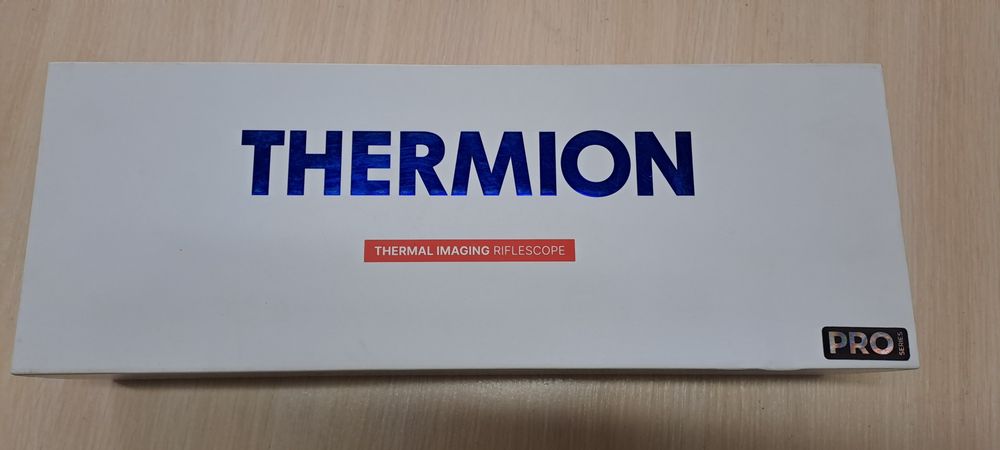 THERMION
THERMAL IMAGING RIFLESCOPE
PRO SERIES